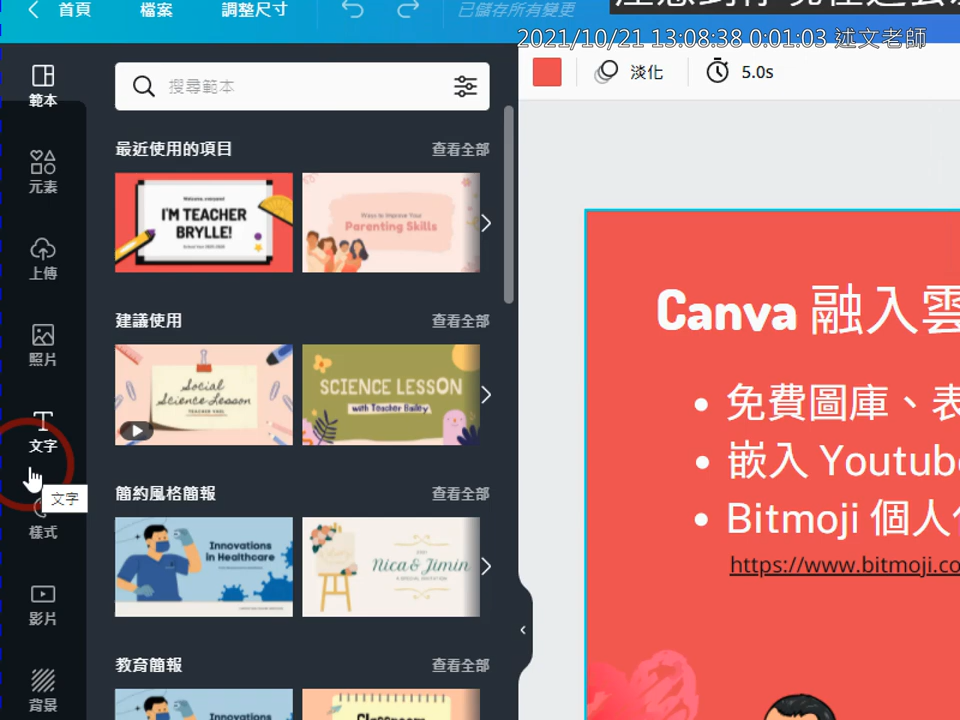 首頁 檔案 調整尺寸 已儲存所有變更
2021/10/21 13:08:38 0:01:03 述文老師
範本
元素
上傳
照片
文字
文字
樣式
影片
背景
搜尋範本
淡化 5.0s
最近使用的項目 查看全部
Welcome, everyone!
I'M TEACHER
BRYLLE!
Ways to Improve Your
Parenting Skills
建議使用 查看全部
Social
Science Lesson
TEACHER YAEL
SCIENCE LESSON
with Teacher Bailey
簡約風格簡報 查看全部
Innovations
in Healthcare
Nica & Jimin
A SPECIAL INVITATION
教育簡報 查看全部
Innovations
Classroom
Canva 融入雲
• 免費圖庫、表
• 嵌入 Youtube
• Bitmoji 個人
https://www.bitmoji.co